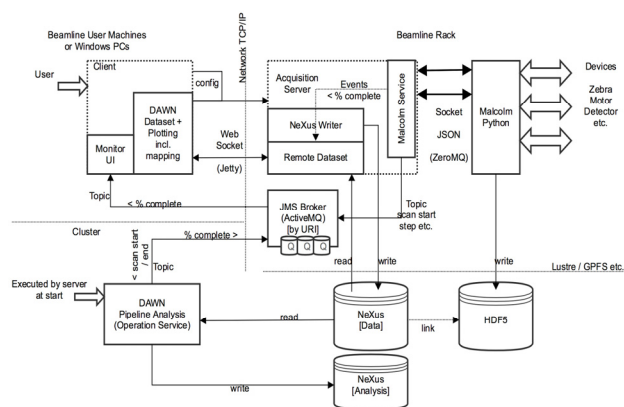 Beamline User Machines
or Windows PCs
Network TCP/IP
Beamline Rack
User
Client
config
Acquisition
Server
Events
< % complete
Malcolm Service
Devices
Zebra
Motor
Detector
etc.
DAWN
Dataset +
Plotting
incl.
mapping
Monitor
UI
Web
Socket
(Jetty)
NeXus Writer
Remote Dataset
Socket
JSON
(ZeroMQ)
Malcolm
Python
Topic
< % complete
JMS Broker
(ActiveMQ)
[by URI]
Q Q Q
Topic
scan start
step etc.
Cluster
< scan start
/ end
% complete >
Topic
read
write
write
Lustre / GPFS etc.
Executed by server
at start
DAWN
Pipeline Analysis
(Operation Service)
read
NeXus
[Data]
link
HDF5
write
NeXus
[Analysis]